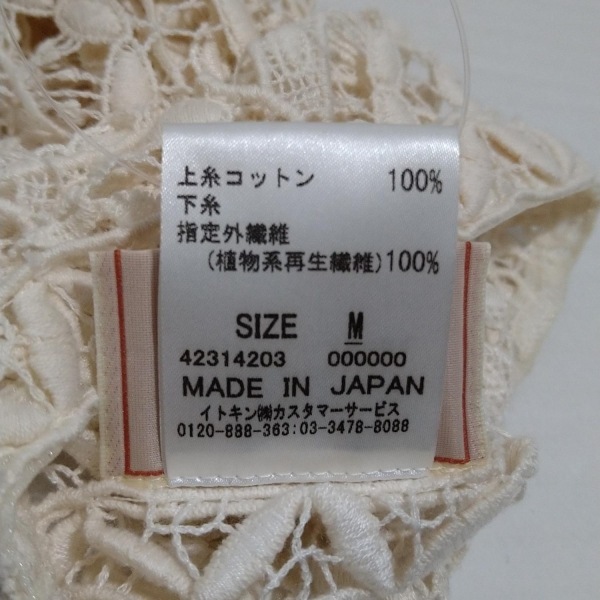 上糸コットン 100%
下糸
指定外繊維
(植物系再生繊維)100%
SIZE M
42314203 000000
MADE IN JAPAN
イトキン㈱カスタマーサービス
0120-888-363:03-3478-8088